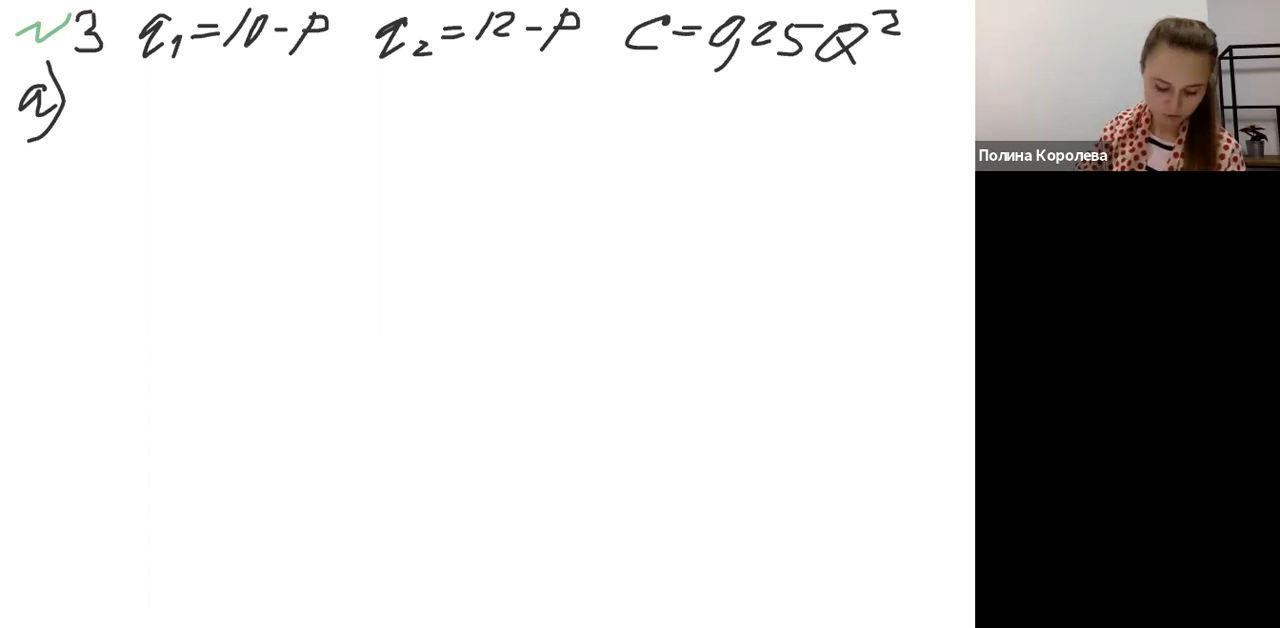 №3 q₁=10-p q₂=12-p C=0,25Q²
а)
Полина Королева